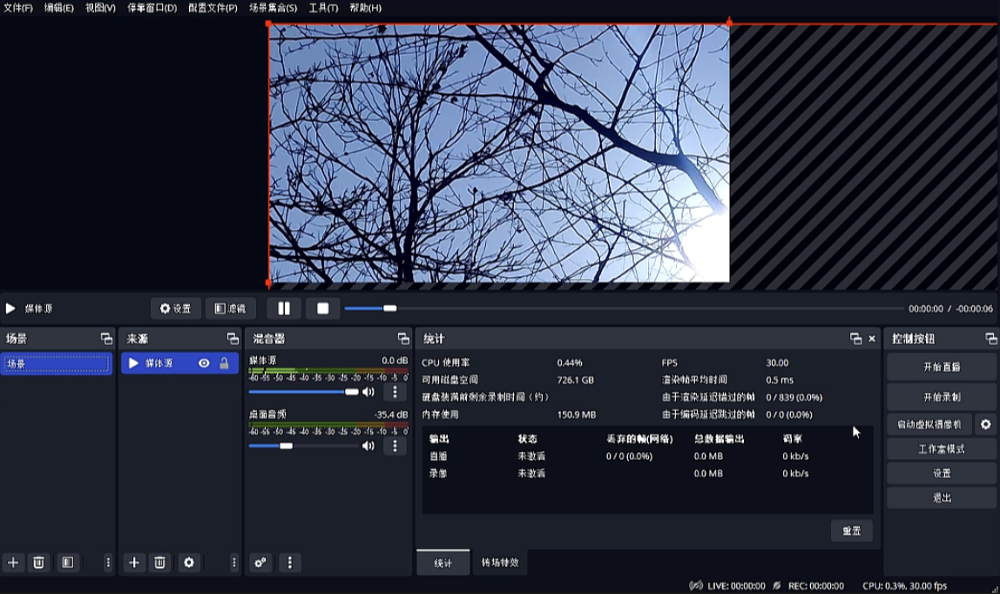 文件(F) 编辑(E) 视图(V) 停靠窗口(D) 配置文件(P) 场景集合(S) 工具(T) 帮助(H)
媒体源 设置 滤镜 00:00:00 / -00:00:06
场景 来源 混音器 统计 控制按钮
场景
媒体源
媒体源 0.0 dB
-60 -55 -50 -45 -40 -35 -30 -25 -20 -15 -10 -5 0
桌面音频 -35.4 dB
-60 -55 -50 -45 -40 -35 -30 -25 -20 -15 -10 -5 0
CPU 使用率 0.44% FPS 30.00
可用磁盘空间 726.1 GB 渲染帧平均时间 0.5 ms
硬盘装满前剩余录制时间（约） 由于渲染延迟错过的帧 0 / 839 (0.0%)
内存使用 150.9 MB 由于编码延迟跳过的帧 0 / 0 (0.0%)
输出 状态 丢弃的帧(网络) 总数据输出 码率
直播 未激活 0 / 0 (0.0%) 0.0 MB 0 kb/s
录像 未激活 0.0 MB 0 kb/s
重置
统计 转场特效
开始直播
开始录制
启动虚拟摄像机
工作室模式
设置
退出
LIVE: 00:00:00 REC: 00:00:00 CPU: 0.3%, 30.00 fps